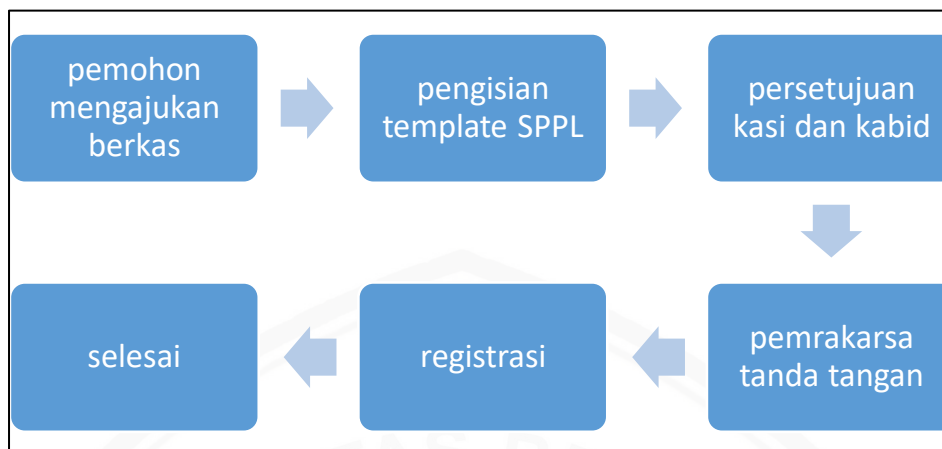 pemohon
mengajukan
berkas
pengisian
template SPPL
persetujuan
kasi dan kabid
pemrakarsa
tanda tangan
registrasi
selesai